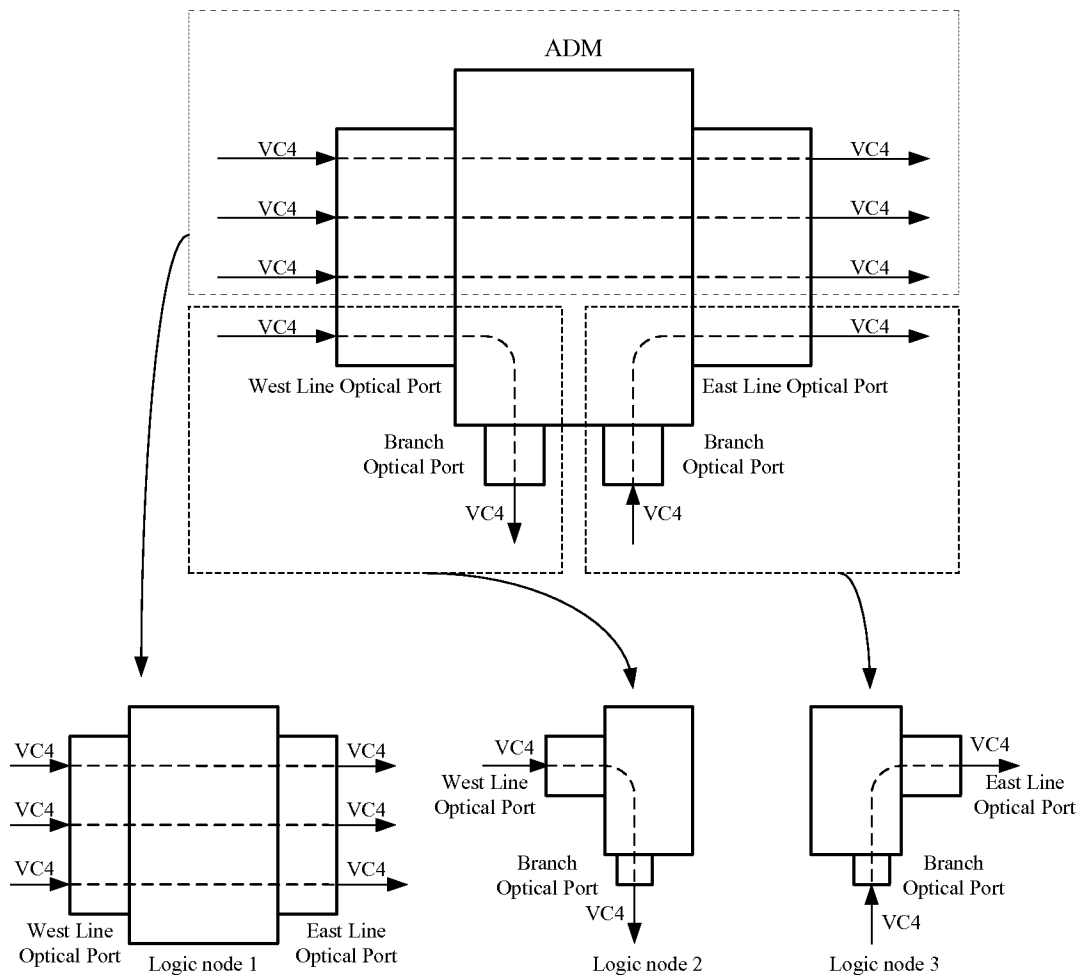 ADM
VC4 VC4
VC4 VC4
VC4 VC4
VC4 VC4
West Line Optical Port East Line Optical Port
Branch
Optical Port
Branch
Optical Port
VC4 VC4
VC4 VC4
VC4 VC4
VC4 VC4
West Line
Optical Port
East Line
Optical Port
Logic node 1
VC4
West Line
Optical Port
Branch
Optical Port
VC4
Logic node 2
VC4
East Line
Optical Port
Branch
Optical Port
VC4
Logic node 3